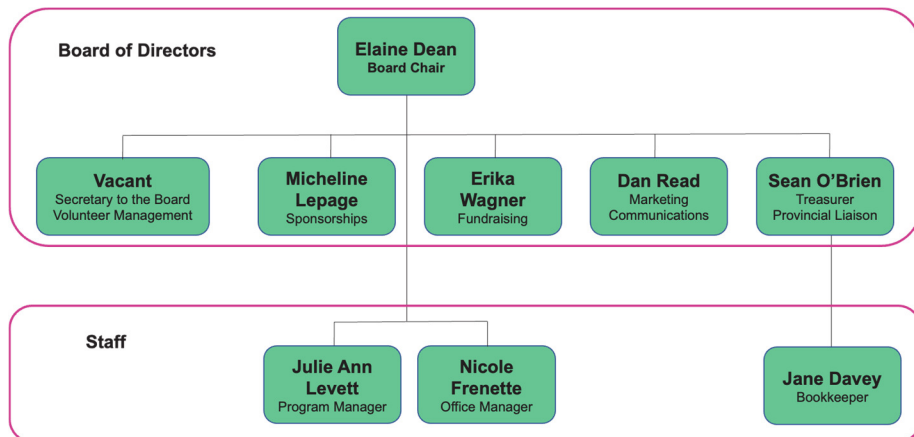 Board of Directors
Elaine Dean
Board Chair
Vacant
Secretary to the Board
Volunteer Management
Micheline
Lepage
Sponsorships
Erika
Wagner
Fundraising
Dan Read
Marketing
Communications
Sean O’Brien
Treasurer
Provincial Liaison
Staff
Julie Ann
Levett
Program Manager
Nicole
Frenette
Office Manager
Jane Davey
Bookkeeper